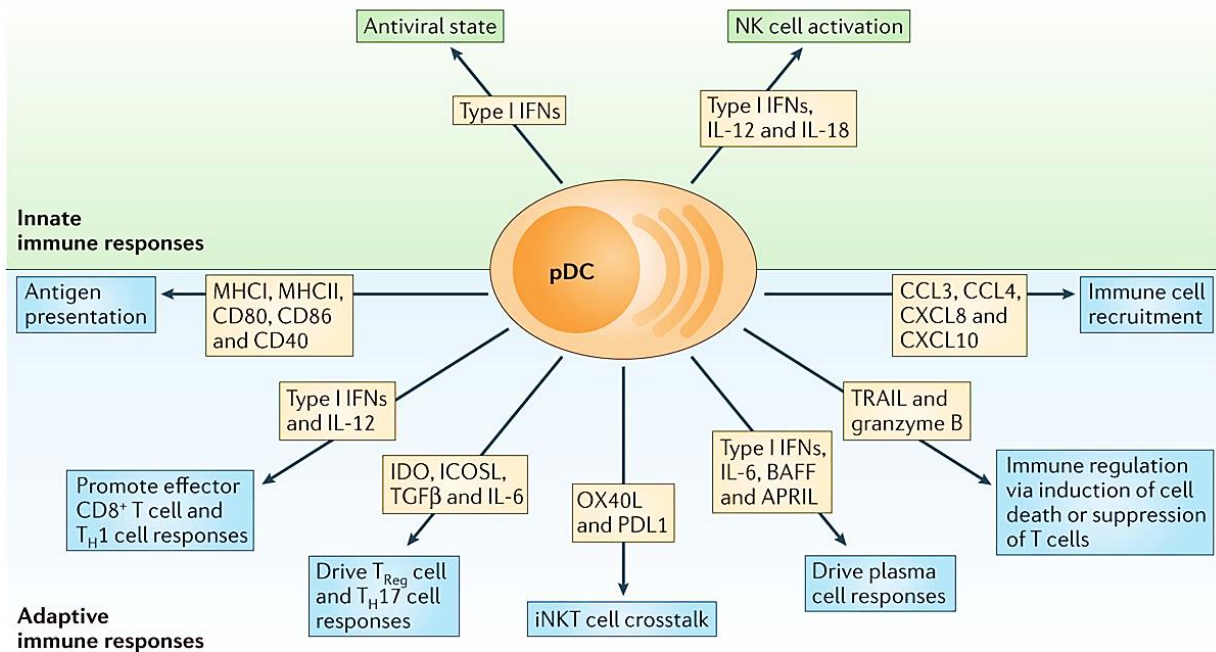 Antiviral state
NK cell activation
Type I IFNs
Type I IFNs,
IL-12 and IL-18
Innate
immune responses
pDC
Antigen
presentation
MHCI, MHCII,
CD80, CD86
and CD40
CCL3, CCL4,
CXCL8 and
CXCL10
Immune cell
recruitment
Type I IFNs
and IL-12
TRAIL and
granzyme B
Promote effector
CD8⁺ T cell and
T_H1 cell responses
IDO, ICOSL,
TGFβ and IL-6
OX40L
and PDL1
Type I IFNs,
IL-6, BAFF
and APRIL
Immune regulation
via induction of cell
death or suppression
of T cells
Drive T_Reg cell
and T_H17 cell
responses
iNKT cell crosstalk
Drive plasma
cell responses
Adaptive
immune responses